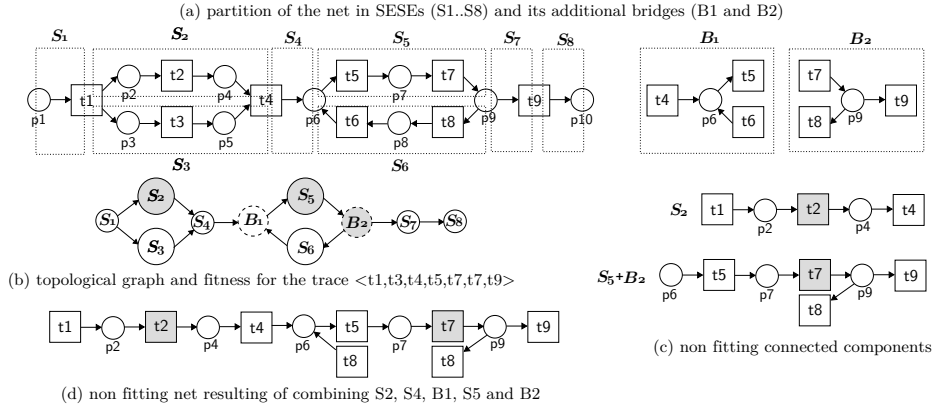 (a) partition of the net in SESEs (S1..S8) and its additional bridges (B1 and B2)
S1 S2 S4 S5 S7 S8 B1 B2
p1 t1 p2 t2 p4 t4 p6 t5 p7 t7 p9 t9 p10
p3 t3 p5 t6 p8 t8
S3 S6
t4 p6 t5 t6
t7 t8 p9 t9
S1 S2 S3 S4 B1 S5 S6 B2 S7 S8
(b) topological graph and fitness for the trace <t1,t3,t4,t5,t7,t7,t9>
S2 t1 p2 t2 p4 t4
S5+B2 p6 t5 p7 t7 p9 t9
t8
(c) non fitting connected components
t1 p2 t2 p4 t4 p6 t5 p7 t7 p9 t9
t8 t8
(d) non fitting net resulting of combining S2, S4, B1, S5 and B2